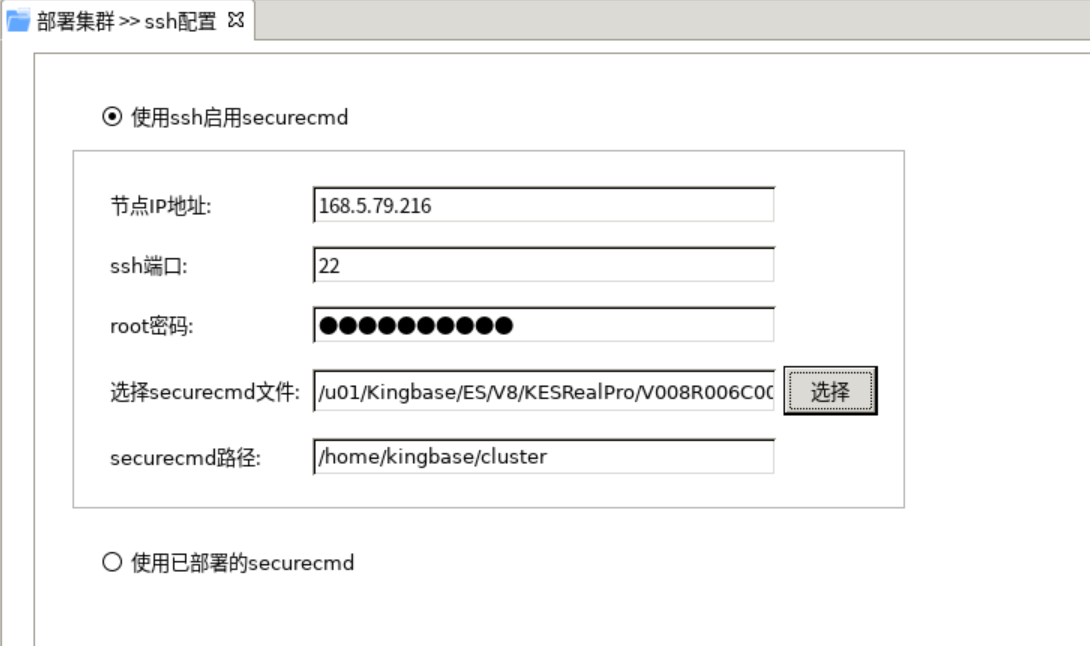 部署集群 >> ssh配置
使用ssh启用securecmd
节点IP地址: 168.5.79.216
ssh端口: 22
root密码: ●●●●●●●●●●
选择securecmd文件: /u01/Kingbase/ES/V8/KESRealPro/V008R006C00 选择
securecmd路径: /home/kingbase/cluster
使用已部署的securecmd